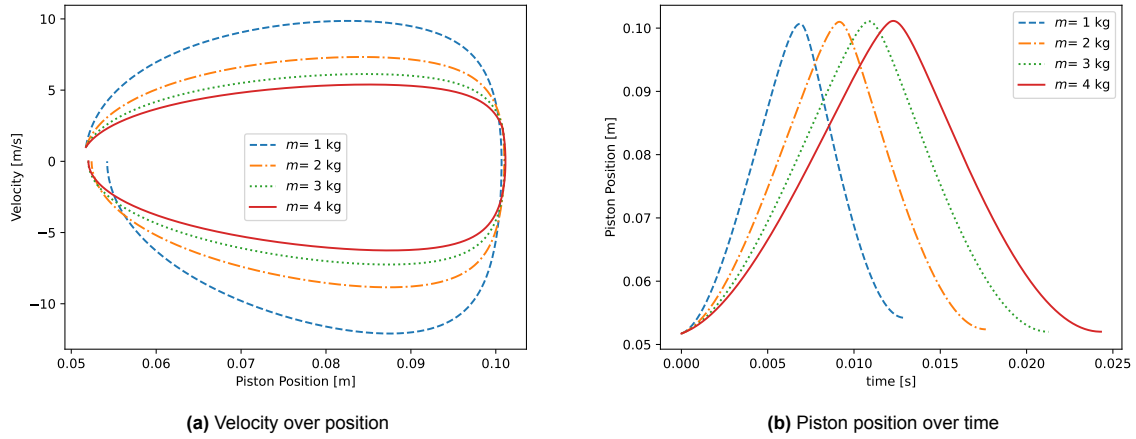 10
5
0
−5
−10
Velocity [m/s]
m= 1 kg
m= 2 kg
m= 3 kg
m= 4 kg
0.05
0.06
0.07
0.08
0.09
0.10
Piston Position [m]
(a) Velocity over position
0.10
0.09
0.08
0.07
0.06
0.05
Piston Position [m]
m= 1 kg
m= 2 kg
m= 3 kg
m= 4 kg
0.000
0.005
0.010
0.015
0.020
0.025
time [s]
(b) Piston position over time